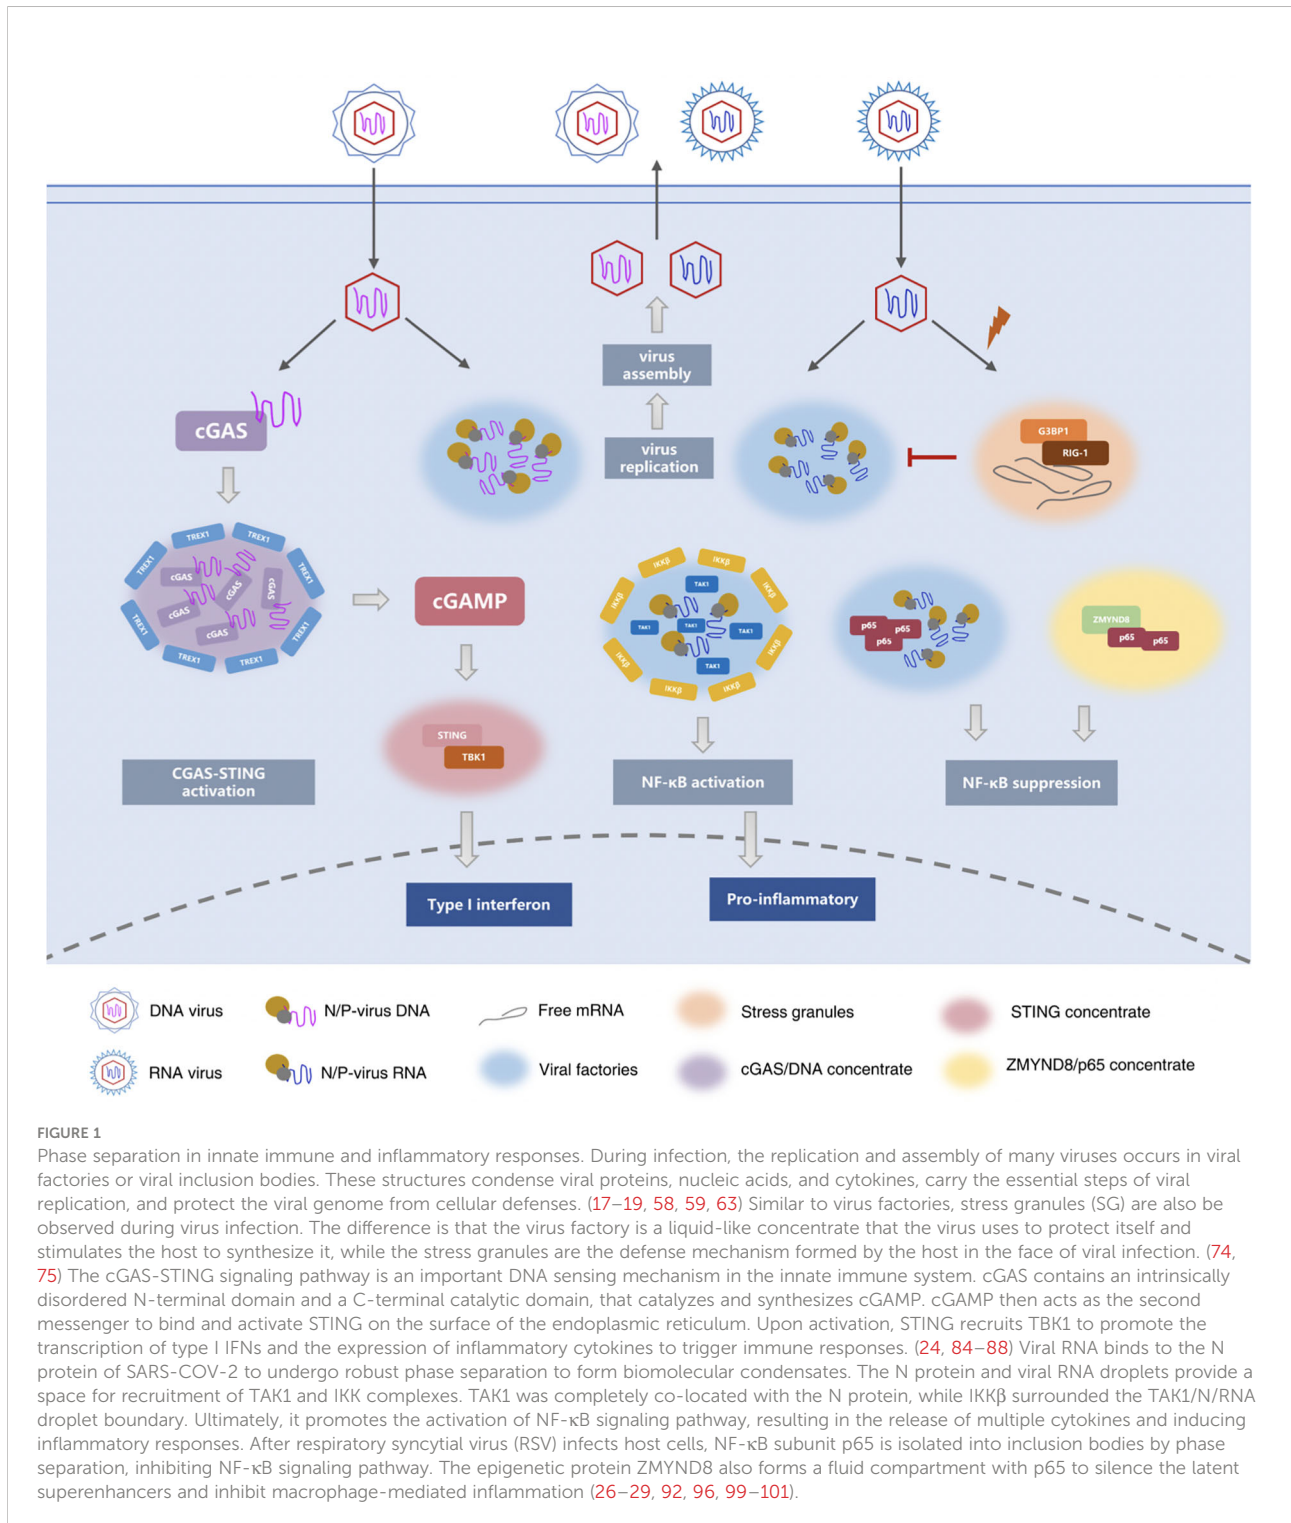 virus
assembly
cGAS
virus
replication
G3BP1
RIG-1
TREX1
TREX1
TREX1
TREX1
TREX1
TREX1
TREX1
TREX1
cGAS
cGAS
cGAS
cGAS
cGAS
cGAMP
IKKβ
IKKβ
IKKβ
IKKβ
IKKβ
IKKβ
IKKβ
IKKβ
TAK1
TAK1
TAK1
TAK1
TAK1
p65
p65
p65
ZMYND8
p65
p65
STING
TBK1
CGAS-STING
activation
NF-κB activation
NF-κB suppression
Type I interferon
Pro-inflammatory
DNA virus
N/P-virus DNA
Free mRNA
Stress granules
STING concentrate
RNA virus
N/P-virus RNA
Viral factories
cGAS/DNA concentrate
ZMYND8/p65 concentrate
FIGURE 1
Phase separation in innate immune and inflammatory responses. During infection, the replication and assembly of many viruses occurs in viral
factories or viral inclusion bodies. These structures condense viral proteins, nucleic acids, and cytokines, carry the essential steps of viral
replication, and protect the viral genome from cellular defenses. (17–19, 58, 59, 63) Similar to virus factories, stress granules (SG) are also be
observed during virus infection. The difference is that the virus factory is a liquid-like concentrate that the virus uses to protect itself and
stimulates the host to synthesize it, while the stress granules are the defense mechanism formed by the host in the face of viral infection. (74,
75) The cGAS-STING signaling pathway is an important DNA sensing mechanism in the innate immune system. cGAS contains an intrinsically
disordered N-terminal domain and a C-terminal catalytic domain, that catalyzes and synthesizes cGAMP. cGAMP then acts as the second
messenger to bind and activate STING on the surface of the endoplasmic reticulum. Upon activation, STING recruits TBK1 to promote the
transcription of type I IFNs and the expression of inflammatory cytokines to trigger immune responses. (24, 84–88) Viral RNA binds to the N
protein of SARS-COV-2 to undergo robust phase separation to form biomolecular condensates. The N protein and viral RNA droplets provide a
space for recruitment of TAK1 and IKK complexes. TAK1 was completely co-located with the N protein, while IKKβ surrounded the TAK1/N/RNA
droplet boundary. Ultimately, it promotes the activation of NF-κB signaling pathway, resulting in the release of multiple cytokines and inducing
inflammatory responses. After respiratory syncytial virus (RSV) infects host cells, NF-κB subunit p65 is isolated into inclusion bodies by phase
separation, inhibiting NF-κB signaling pathway. The epigenetic protein ZMYND8 also forms a fluid compartment with p65 to silence the latent
superenhancers and inhibit macrophage-mediated inflammation (26–29, 92, 96, 99–101).